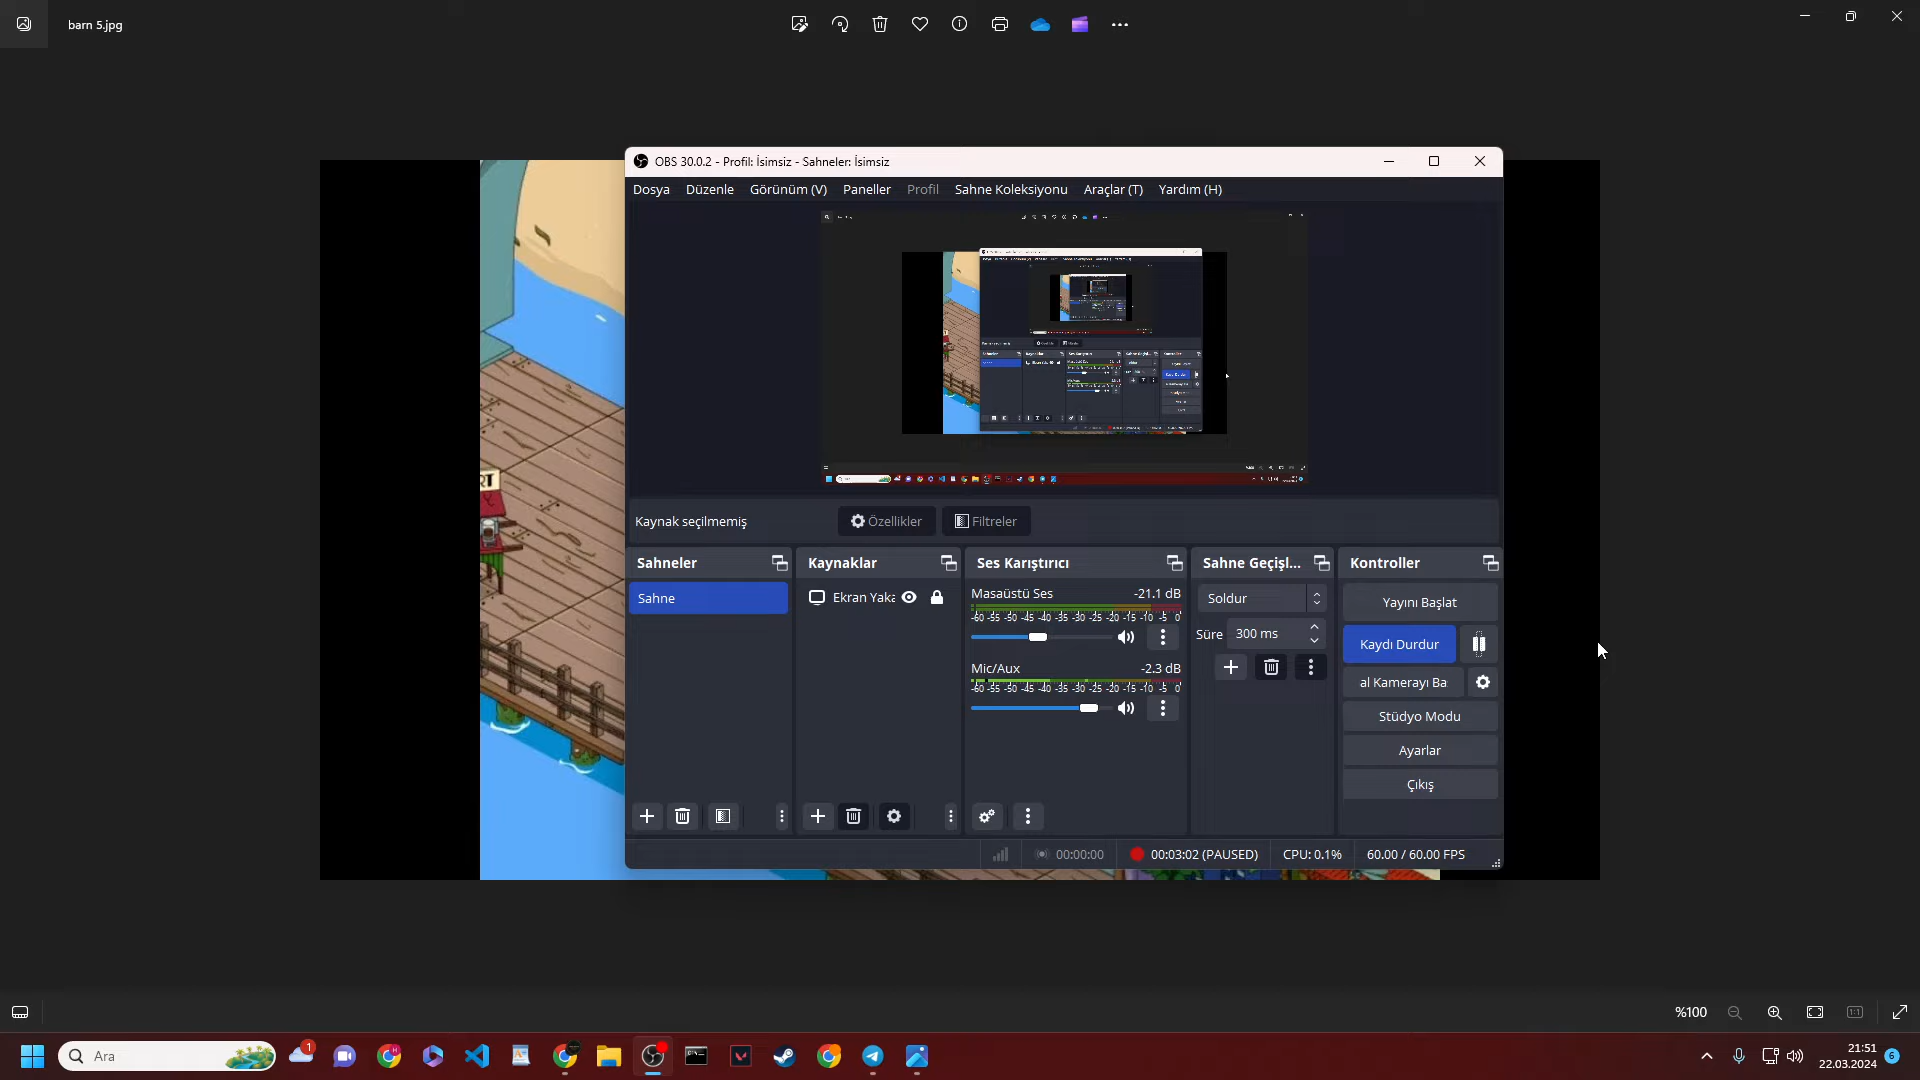 barn 5.jpg
OBS 30.0.2 - Profil: İsimsiz - Sahneler: İsimsiz
Dosya Düzenle Görünüm (V) Paneller Profil Sahne Koleksiyonu Araçlar (T) Yardım (H)
Kaynak seçilmemiş Özellikler Filtreler
Sahneler Kaynaklar Ses Karıştırıcı Sahne Geçişl... Kontroller
Sahne
Ekran Yaka
Masaüstü Ses -21.1 dB
-60 -55 -50 -45 -40 -35 -30 -25 -20 -15 -10 -5 0
Mic/Aux -2.3 dB
-60 -55 -50 -45 -40 -35 -30 -25 -20 -15 -10 -5 0
Soldur
Süre 300 ms
Yayını Başlat
Kaydı Durdur
al Kamerayı Ba
Stüdyo Modu
Ayarlar
Çıkış
00:00:00 00:03:02 (PAUSED) CPU: 0.1% 60.00 / 60.00 FPS
%100
1:1
Ara
1
21:51
22.03.2024
6